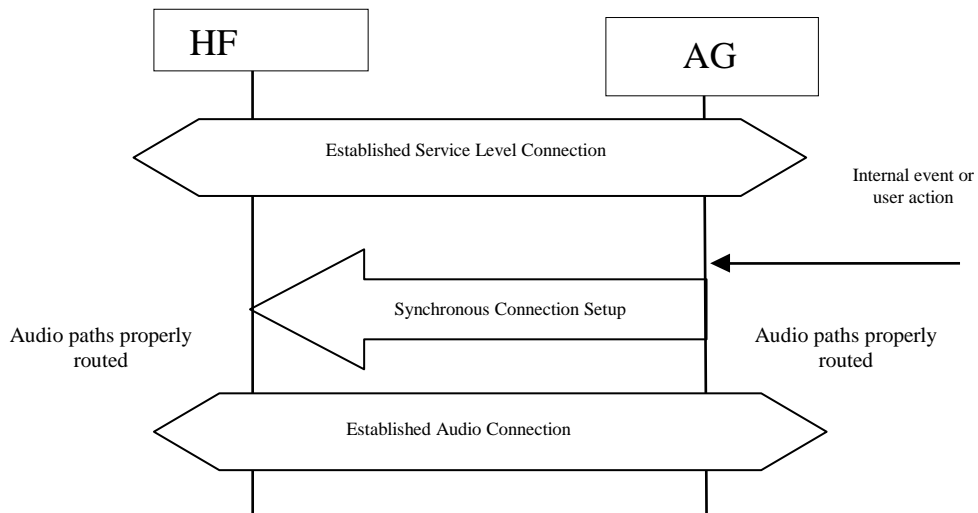 HF
AG
Established Service Level Connection
Internal event or
user action
Synchronous Connection Setup
Audio paths properly
routed
Audio paths properly
routed
Established Audio Connection